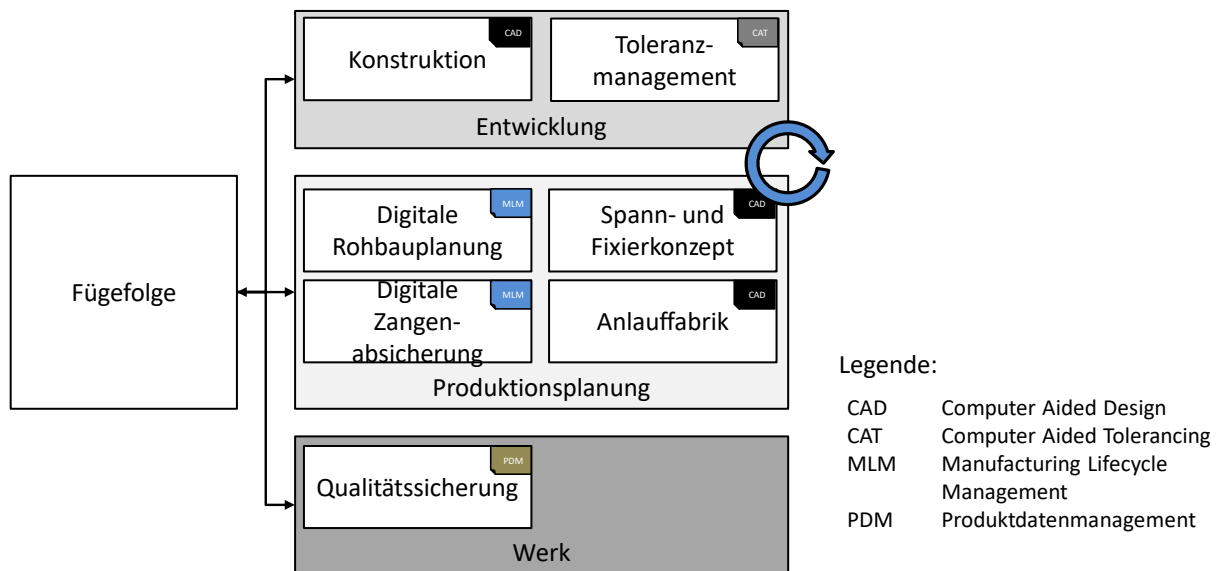 CAD
Konstruktion
CAT
Toleranz-
management
Entwicklung
Fügefolge
MLM
Digitale
Rohbauplanung
CAD
Spann- und
Fixierkonzept
MLM
Digitale
Zangen-
absicherung
CAD
Anlauffabrik
Produktionsplanung
PDM
Qualitätssicherung
Werk
Legende:
CAD Computer Aided Design
CAT Computer Aided Tolerancing
MLM Manufacturing Lifecycle
Management
PDM Produktdatenmanagement